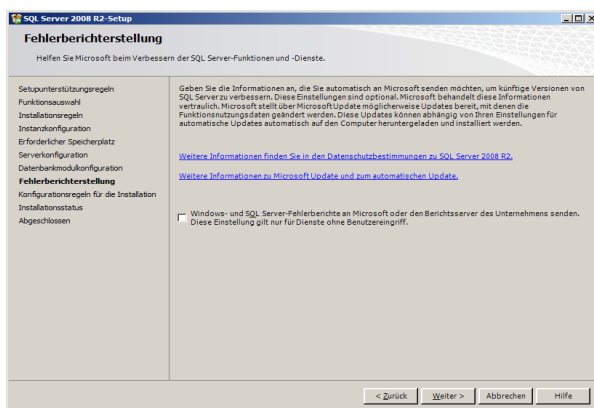 SQL Server 2008 R2-Setup
Fehlerberichterstellung
Helfen Sie Microsoft beim Verbessern der SQL Server-Funktionen und -Dienste.
Setupunterstützungsregeln
Funktionsauswahl
Installationsregeln
Instanzkonfiguration
Erforderlicher Speicherplatz
Serverkonfiguration
Datenbankmodulkonfiguration
Fehlerberichterstellung
Konfigurationsregeln für die Installation
Installationsstatus
Abgeschlossen
Geben Sie die Informationen an, die Sie automatisch an Microsoft senden möchten, um künftige Versionen von
SQL Server zu verbessern. Diese Einstellungen sind optional. Microsoft behandelt diese Informationen
vertraulich. Microsoft stellt über Microsoft Update möglicherweise Updates bereit, mit denen die
Funktionsnutzungsdaten geändert werden. Diese Updates können abhängig von Ihren Einstellungen für
automatische Updates automatisch auf den Computer heruntergeladen und installiert werden.
Weitere Informationen finden Sie in den Datenschutzbestimmungen zu SQL Server 2008 R2.
Weitere Informationen zu Microsoft Update und zum automatischen Update.
Windows- und SQL Server-Fehlerberichte an Microsoft oder den Berichtsserver des Unternehmens senden.
Diese Einstellung gilt nur für Dienste ohne Benutzereingriff.
< Zurück
Weiter >
Abbrechen
Hilfe